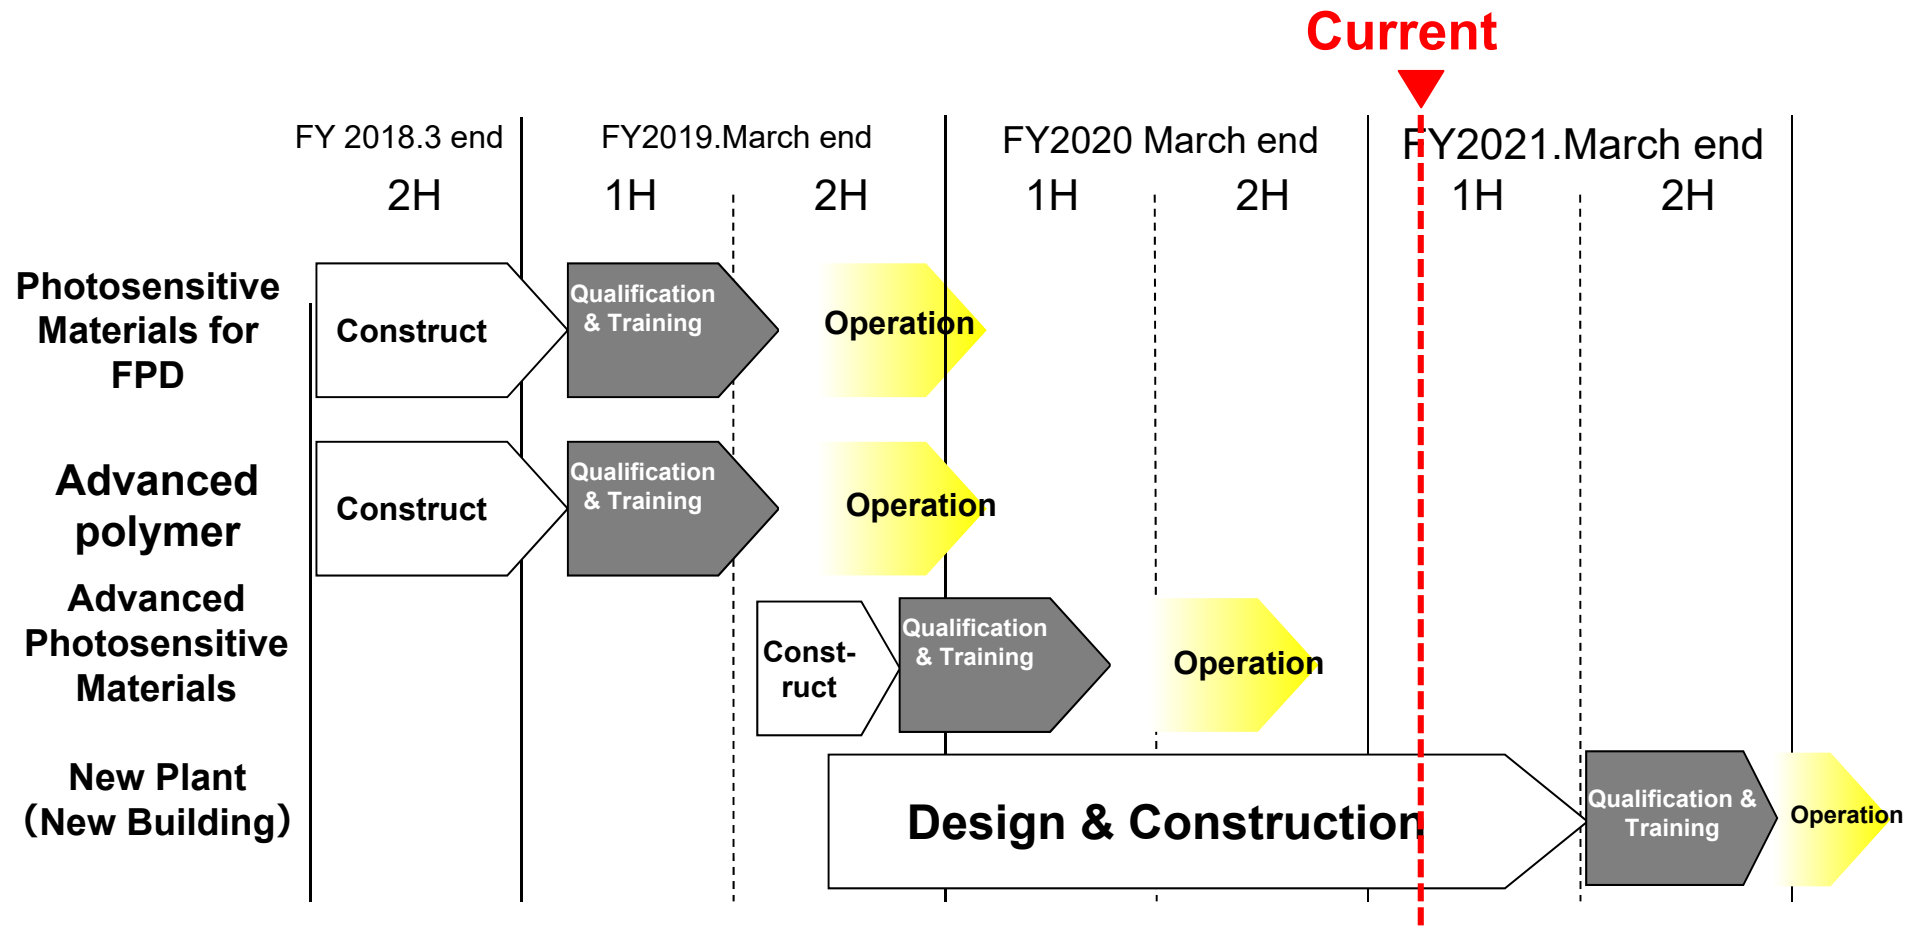 Current
FY 2018.3 end
FY2019.March end
FY2020 March end
FY2021.March end
2H
1H
2H
1H
2H
1H
2H
Photosensitive
Materials for
FPD
Construct
Qualification
& Training
Operation
Advanced
polymer
Construct
Qualification
& Training
Operation
Advanced
Photosensitive
Materials
Const-
ruct
Qualification
& Training
Operation
New Plant
（New Building）
Design & Construction
Qualification &
Training
Operation